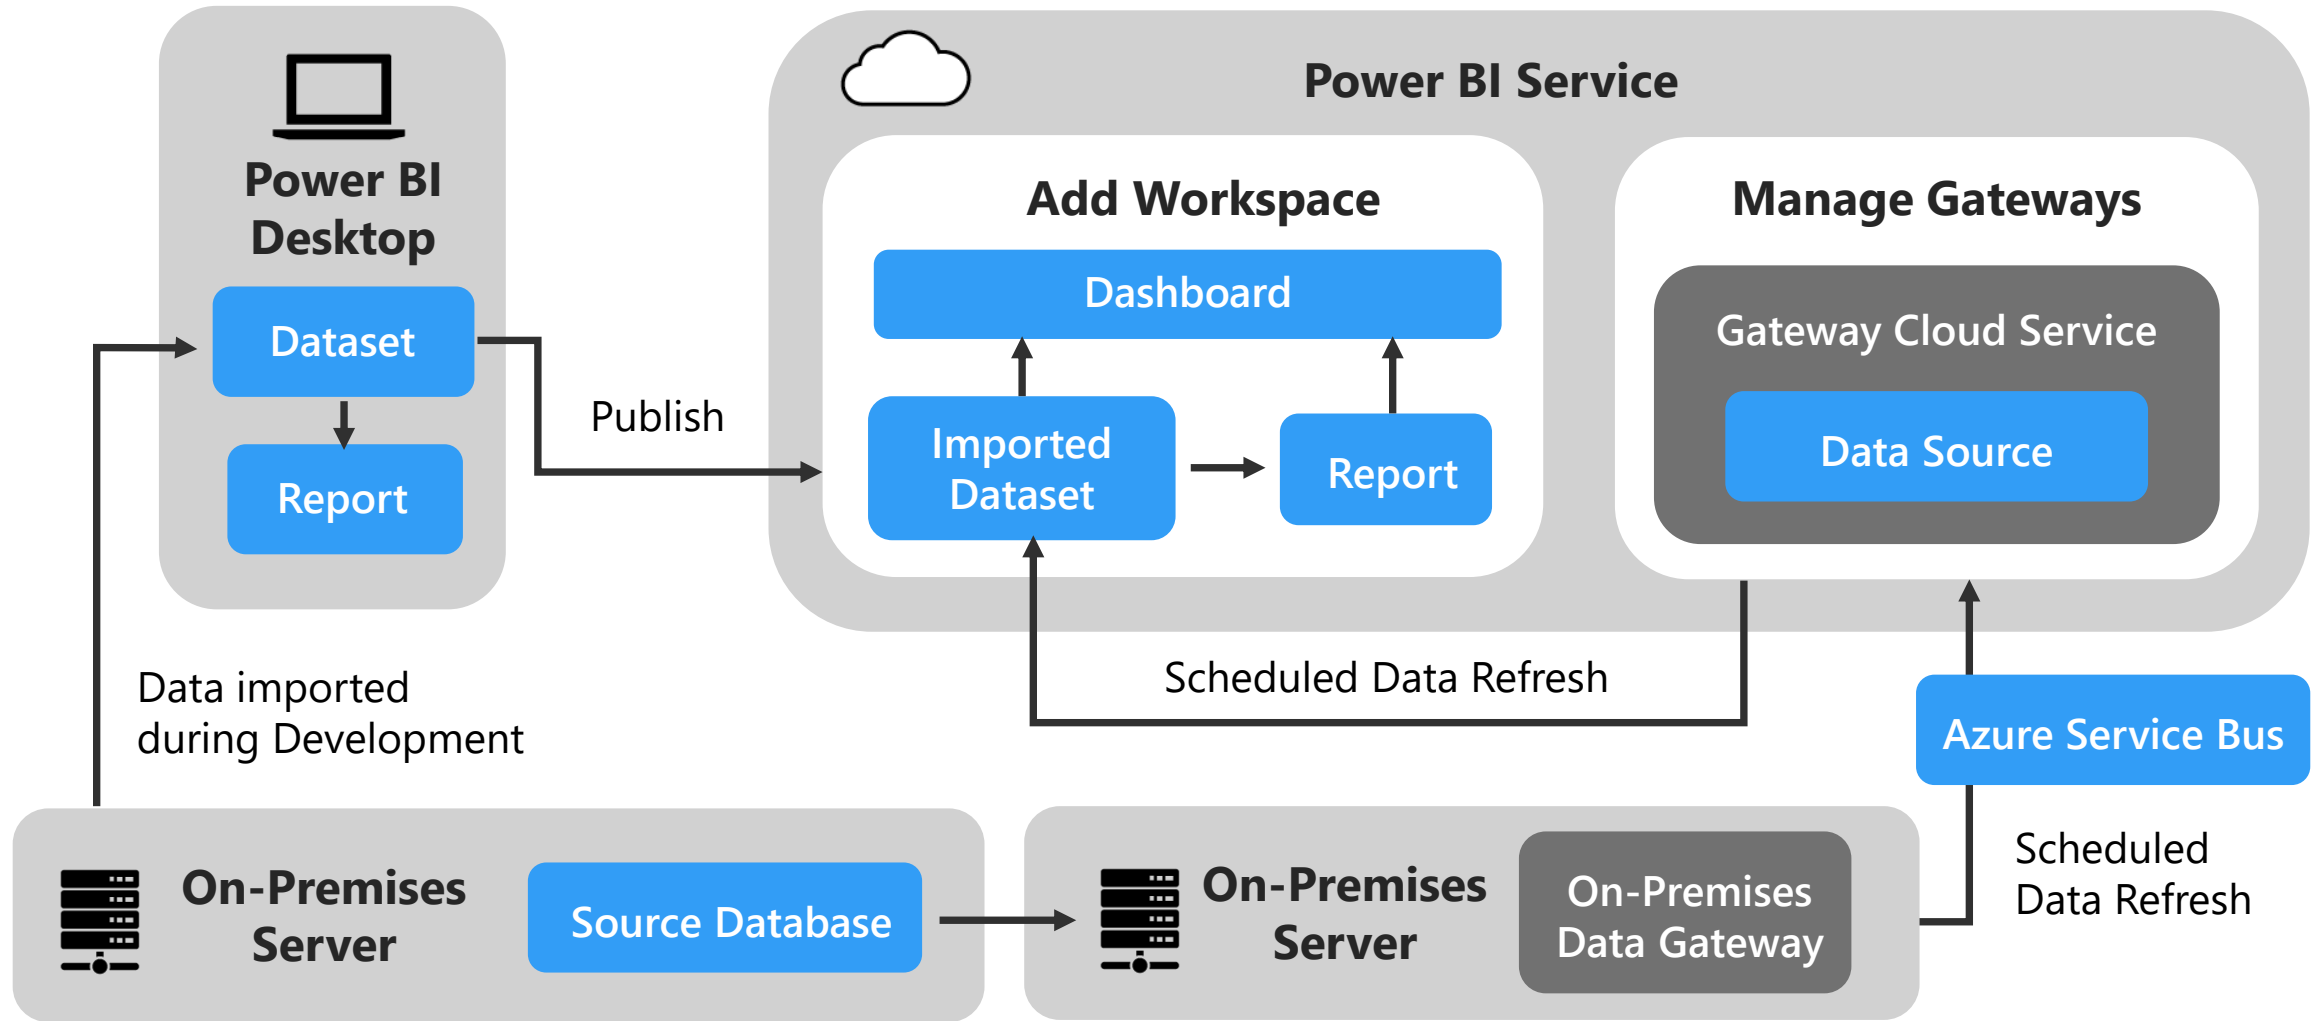 Power BI
Desktop
Dataset
Report
Publish
Power BI Service
Add Workspace
Dashboard
Imported
Dataset
Report
Manage Gateways
Gateway Cloud Service
Data Source
Data imported
during Development
Scheduled Data Refresh
Azure Service Bus
Scheduled
Data Refresh
On-Premises
Server
Source Database
On-Premises
Server
On-Premises
Data Gateway